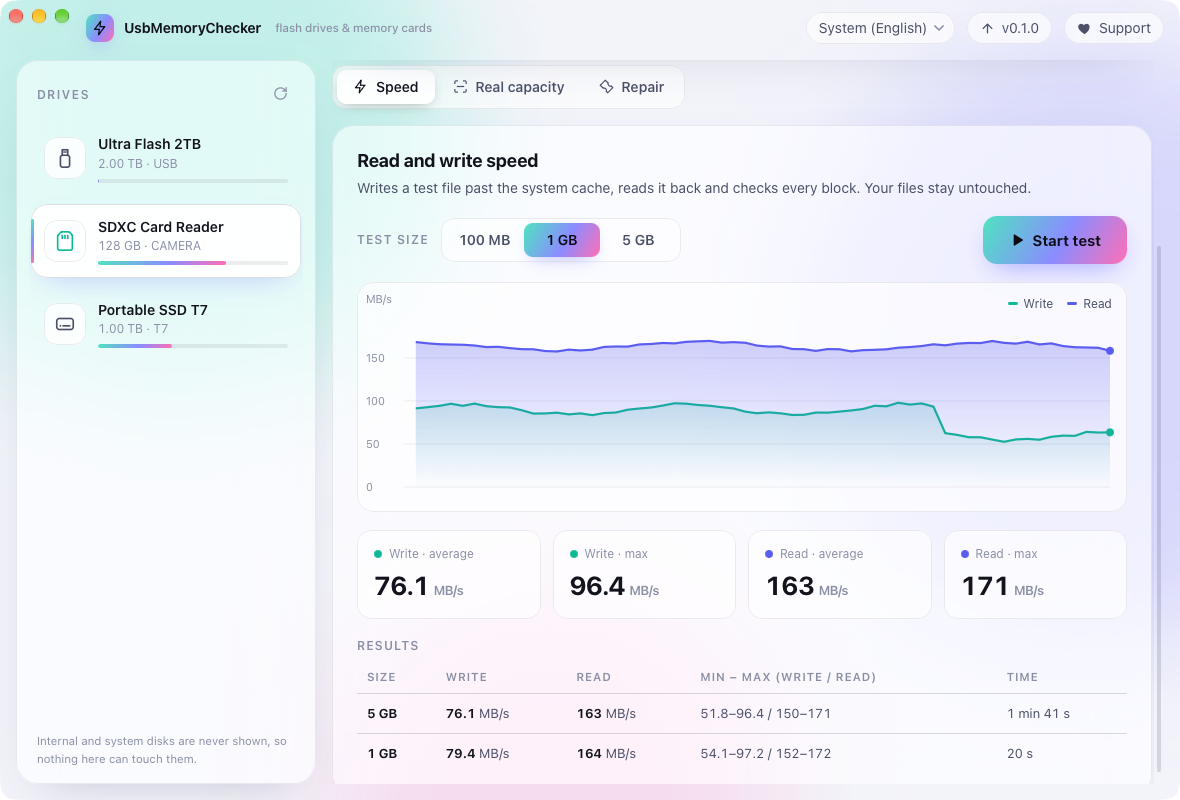 UsbMemoryChecker
flash drives & memory cards
System (English)
v0.1.0
Support
DRIVES
Ultra Flash 2TB
2.00 TB · USB
SDXC Card Reader
128 GB · CAMERA
Portable SSD T7
1.00 TB · T7
Internal and system disks are never shown, so
nothing here can touch them.
Speed
Real capacity
Repair
Read and write speed
Writes a test file past the system cache, reads it back and checks every block. Your files stay untouched.
TEST SIZE
100 MB
1 GB
5 GB
Start test
MB/s
Write
Read
150
100
50
0
Write · average
76.1 MB/s
Write · max
96.4 MB/s
Read · average
163 MB/s
Read · max
171 MB/s
RESULTS
SIZE WRITE READ MIN – MAX (WRITE / READ) TIME
5 GB 76.1 MB/s 163 MB/s 51.8–96.4 / 150–171 1 min 41 s
1 GB 79.4 MB/s 164 MB/s 54.1–97.2 / 152–172 20 s